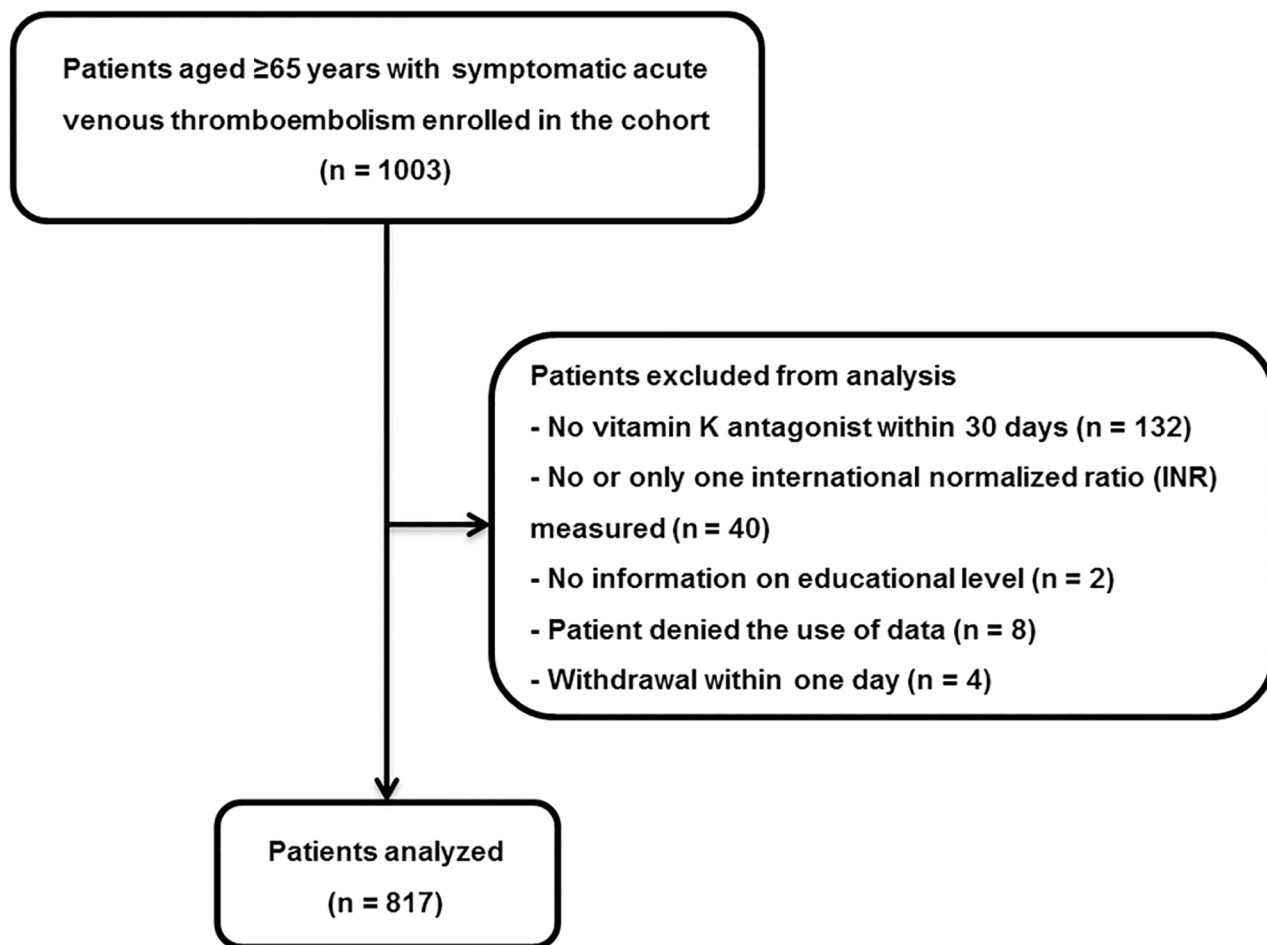 Patients aged ≥65 years with symptomatic acute
venous thromboembolism enrolled in the cohort
(n = 1003)
Patients excluded from analysis
- No vitamin K antagonist within 30 days (n = 132)
- No or only one international normalized ratio (INR)
measured (n = 40)
- No information on educational level (n = 2)
- Patient denied the use of data (n = 8)
- Withdrawal within one day (n = 4)
Patients analyzed
(n = 817)